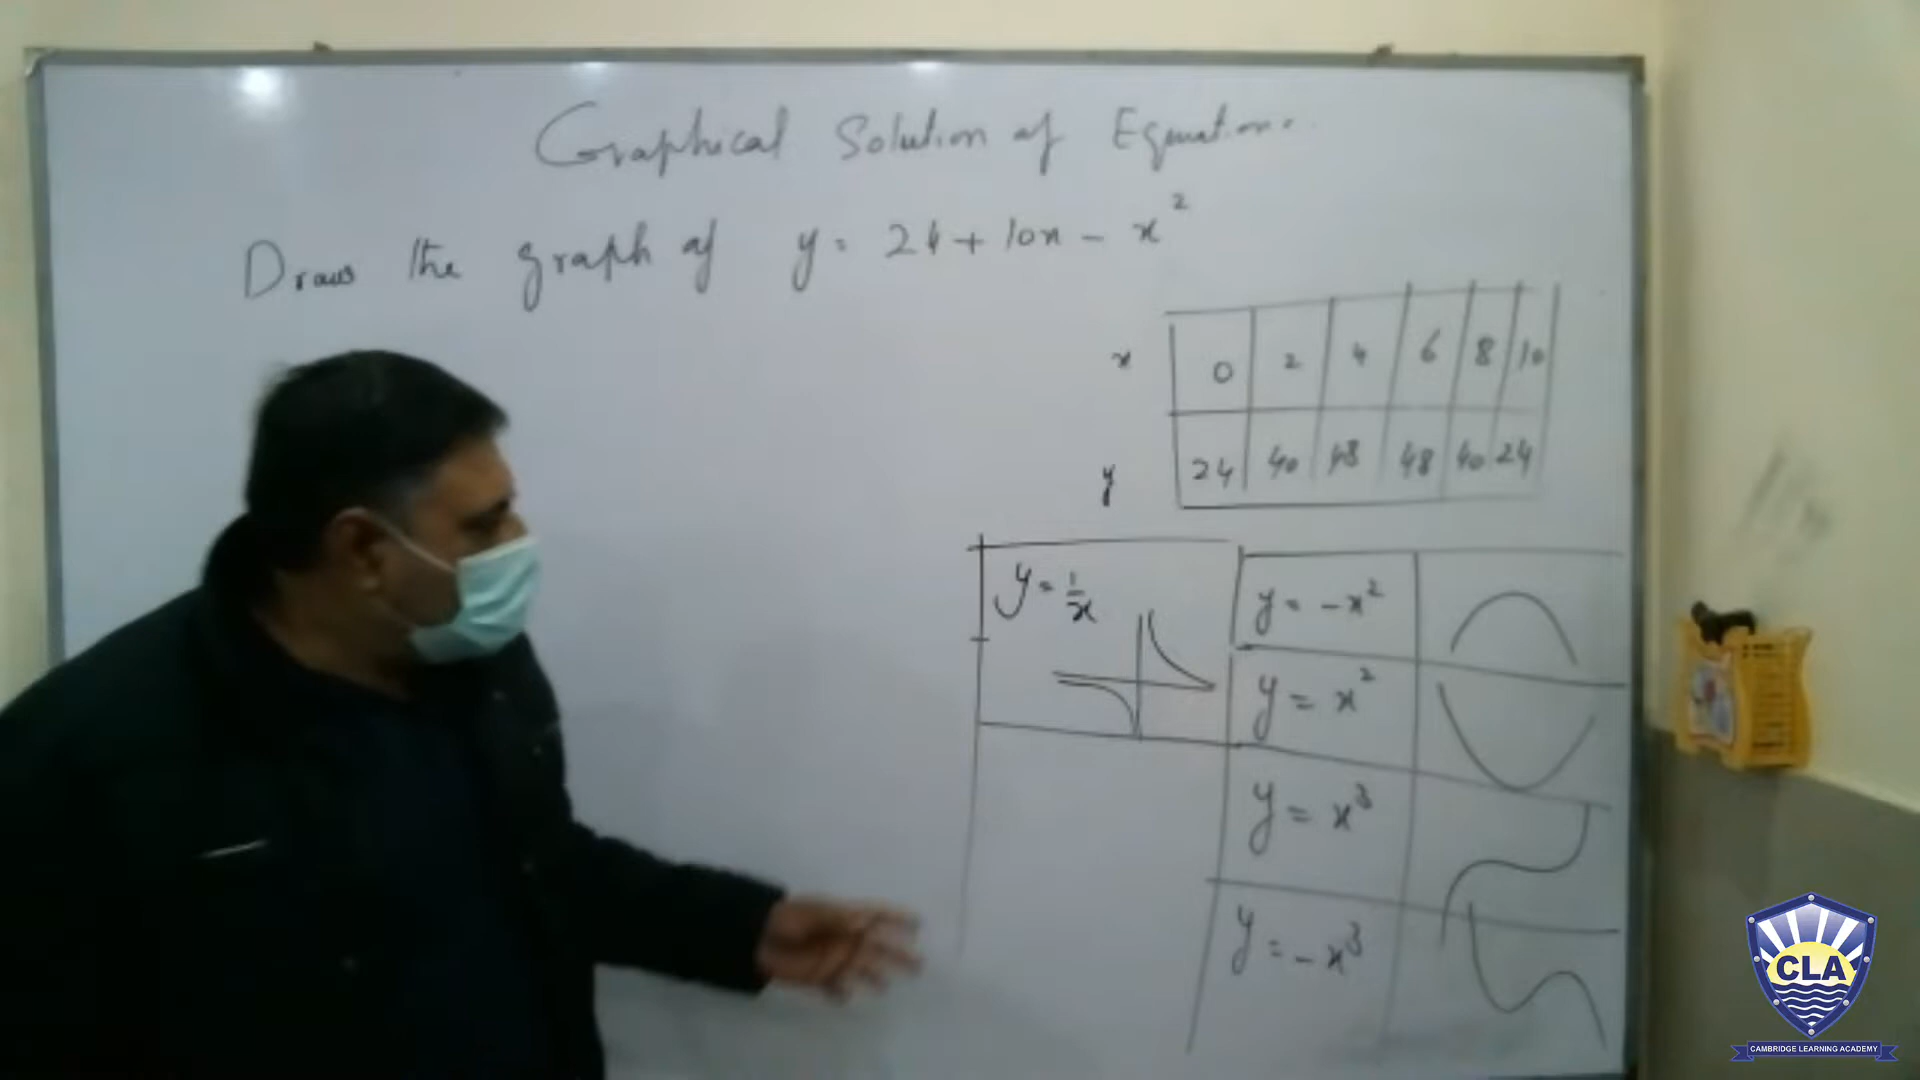 Graphical Solution of Equation.
Draw the graph of y = 24 + 10x - x²
x 0 2 4 6 8 10
y 24 40 48 48 40 24
y = 1/x
y = -x²
y = x²
y = x³
y = -x³
CLA
CAMBRIDGE LEARNING ACADEMY